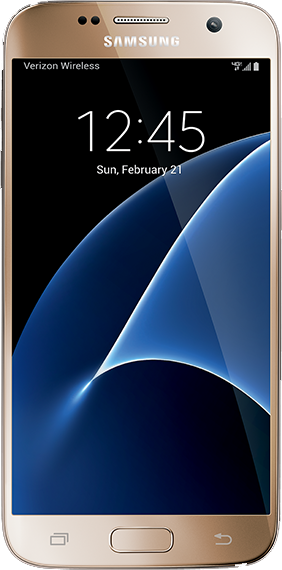 SAMSUNG
Verizon Wireless
12:45
Sun, February 21